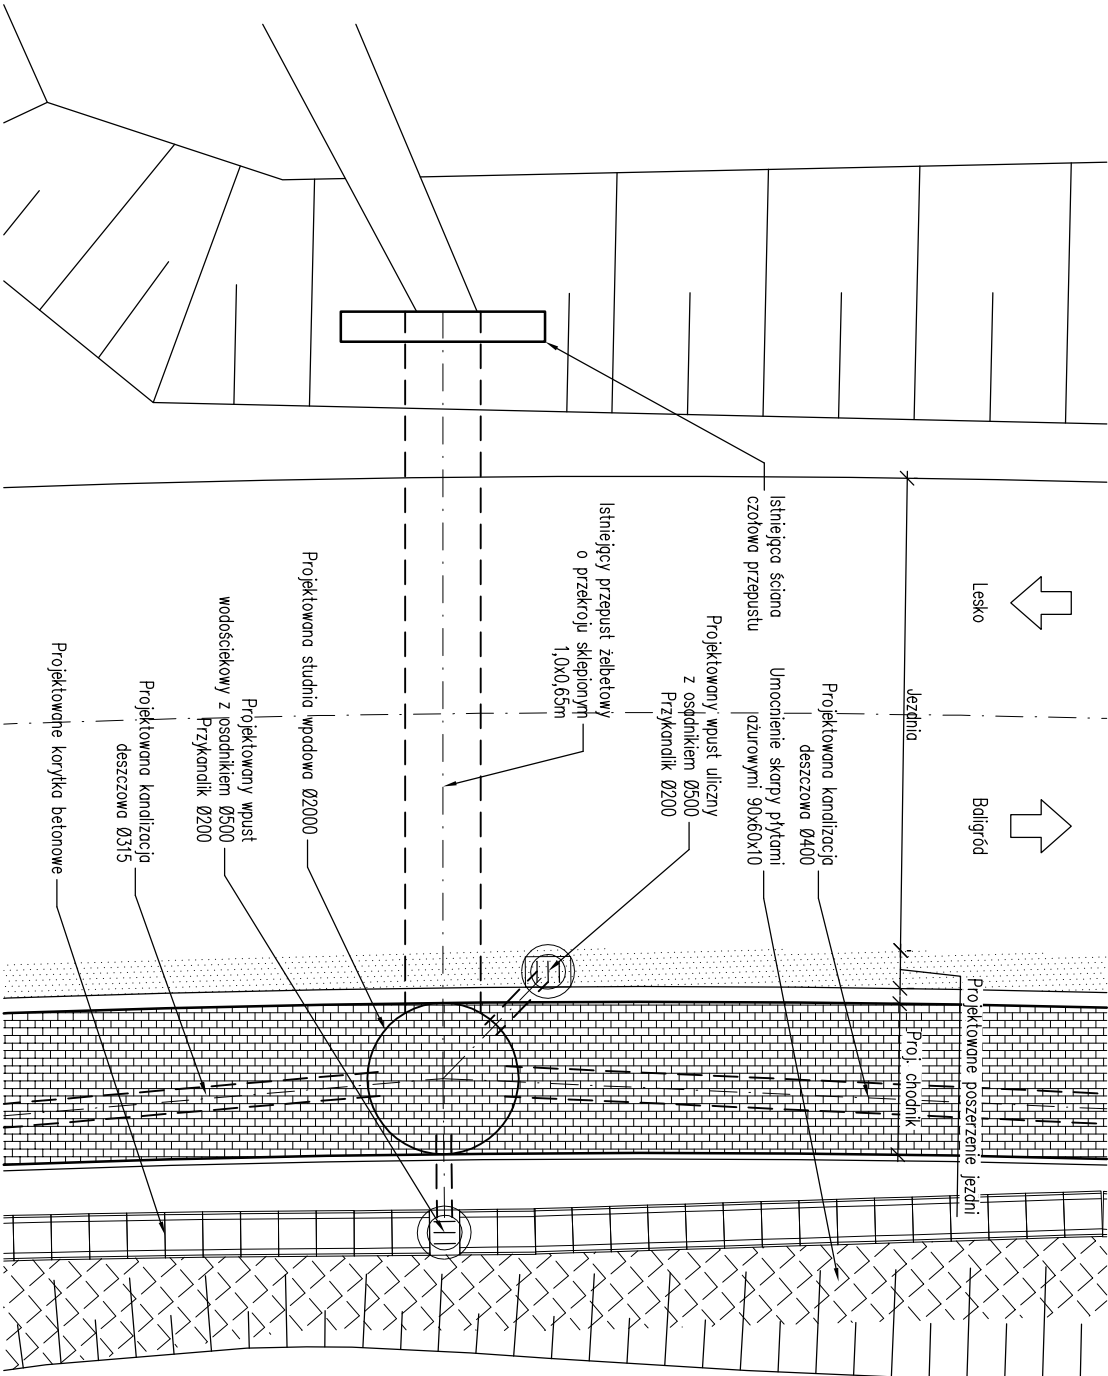 Lesko
Baligród
Jezdnia
Projektowane poszerzenie jezdni
Proj. chodnik
Projektowana kanalizacja
deszczowa Ø400
Istniejąca ściana
czołowa przepustu
Umocnienie skarpy płytami
ażurowymi 90x60x10
Projektowany wpust uliczny
z osadnikiem Ø500
Przykanalik Ø200
Istniejący przepust żelbetowy
o przekroju sklepionym
1,0x0,65m
Projektowana studnia wpadowa Ø2000
Projektowany wpust
wodościekowy z osadnikiem Ø500
Przykanalik Ø200
Projektowana kanalizacja
deszczowa Ø315
Projektowane korytka betonowe